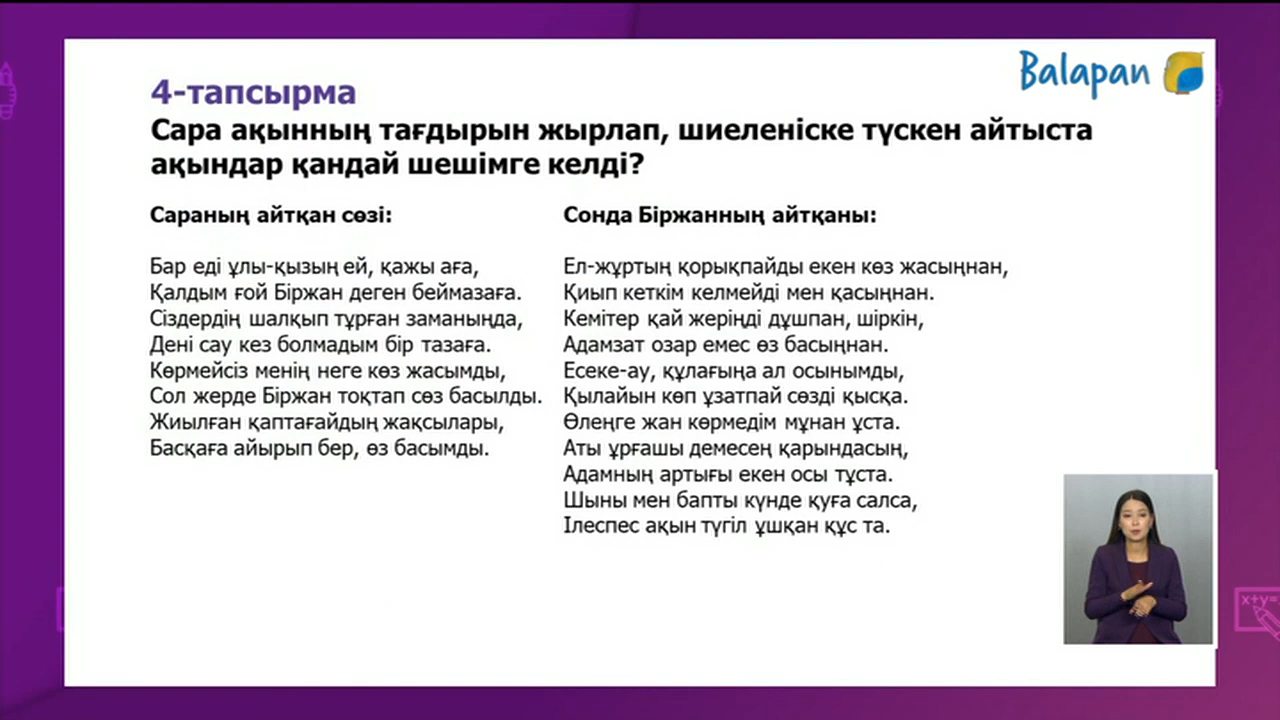 Balapan
4-тапсырма
Сара ақынның тағдырын жырлап, шиеленіске түскен айтыста
ақындар қандай шешімге келді?
Сараның айтқан сөзі:
Бар еді ұлы-қызың ей, қажы аға,
Қалдым ғой Біржан деген беймазаға.
Сіздердің шалқып тұрған заманыңда,
Дені сау кез болмадым бір тазаға.
Көрмейсіз менің неге көз жасымды,
Сол жерде Біржан тоқтап сөз басылды.
Жиылған қаптағайдың жақсылары,
Басқаға айырып бер, өз басымды.
Сонда Біржанның айтқаны:
Ел-жұртың қорықпайды екен көз жасыңнан,
Қиып кеткім келмейді мен қасыңнан.
Кемітер қай жеріңді дұшпан, шіркін,
Адамзат озар емес өз басыңнан.
Есеке-ау, құлағыңа ал осынымды,
Қылайын көп ұзатпай сөзді қысқа.
Өлеңге жан көрмедім мұнан ұста.
Аты ұрғашы демесең қарындасың,
Адамның артығы екен осы тұста.
Шыны мен бапты күнде қуға салса,
Ілеспес ақын түгіл ұшқан құс та.
x+y=